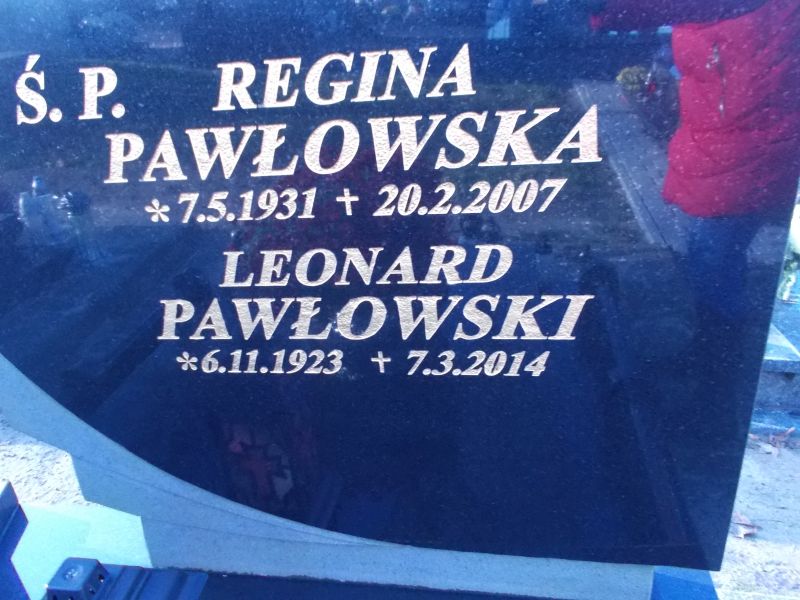 Ś. P. REGINA
PAWŁOWSKA
*7.5.1931 † 20.2.2007
LEONARD
PAWŁOWSKI
*6.11.1923 † 7.3.2014